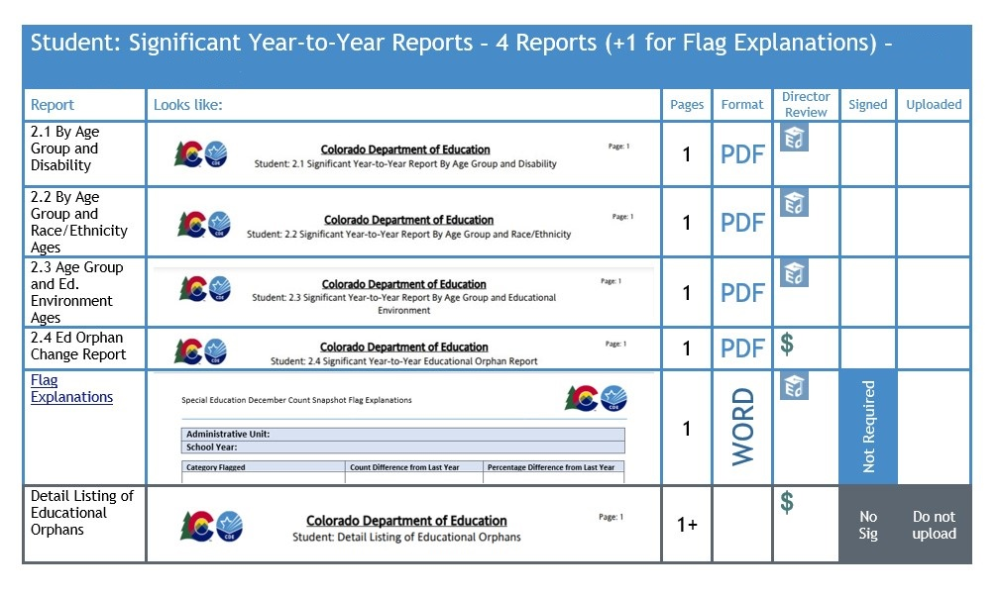 Student: Significant Year-to-Year Reports – 4 Reports (+1 for Flag Explanations) –
Report
Looks like:
Pages
Format
Director
Review
Signed
Uploaded
2.1 By Age
Group and
Disability
Colorado Department of Education
Student: 2.1 Significant Year-to-Year Report By Age Group and Disability
Page: 1
CDE
1
PDF
Ed
2.2 By Age
Group and
Race/Ethnicity
Ages
Colorado Department of Education
Student: 2.2 Significant Year-to-Year Report By Age Group and Race/Ethnicity
Page: 1
CDE
1
PDF
Ed
2.3 Age Group
and Ed.
Environment
Ages
Colorado Department of Education
Student: 2.3 Significant Year-to-Year Report By Age Group and Educational
Environment
Page: 1
CDE
1
PDF
Ed
2.4 Ed Orphan
Change Report
Colorado Department of Education
Student: 2.4 Significant Year-to-Year Educational Orphan Report
Page: 1
CDE
1
PDF
$
Flag
Explanations
Special Education December Count Snapshot Flag Explanations
CDE
Administrative Unit:
School Year:
Category Flagged
Count Difference from Last Year
Percentage Difference from Last Year
1
WORD
Ed
Not Required
Detail Listing of
Educational
Orphans
Colorado Department of Education
Student: Detail Listing of Educational Orphans
Page: 1
CDE
1+
$
No
Sig
Do not
upload